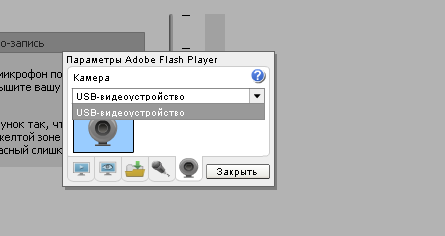 о-запись
микрофон по
ышите вашу
унок так, чт
желтой зоне
асный слишк
Параметры Adobe Flash Player
Камера
?
USB-видеоустройство
USB-видеоустройство
Закрыть